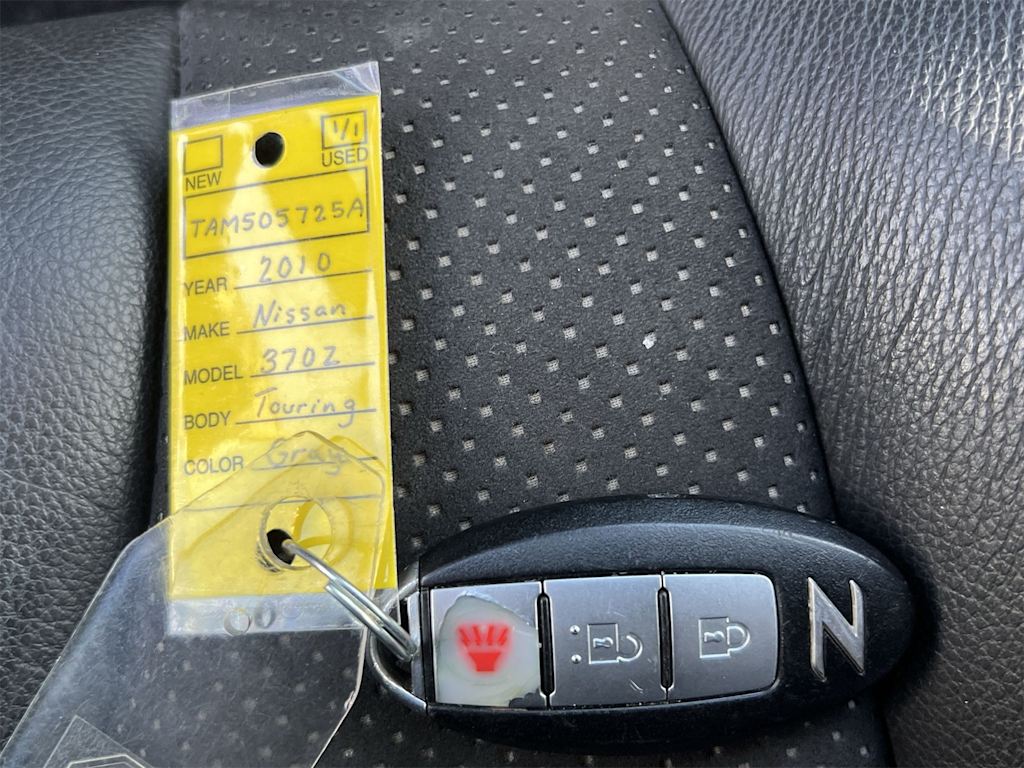 1/1
NEW USED
TAM505725A
YEAR 2010
MAKE Nissan
MODEL 370Z
BODY Touring
COLOR Gray
Z